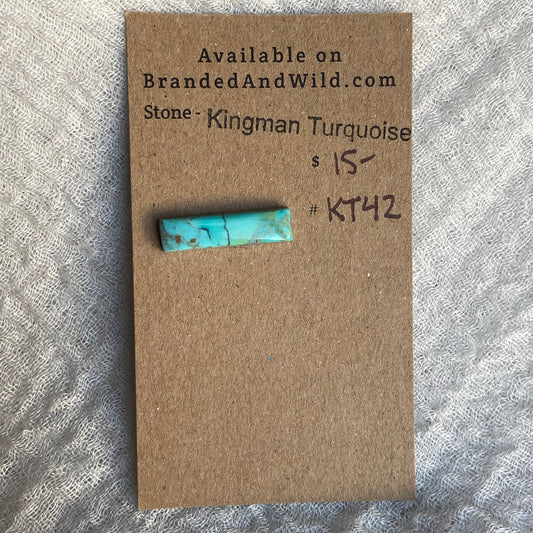 Available on
BrandedAndWild.com
Stone - Kingman Turquoise
$ 15-
# KT42